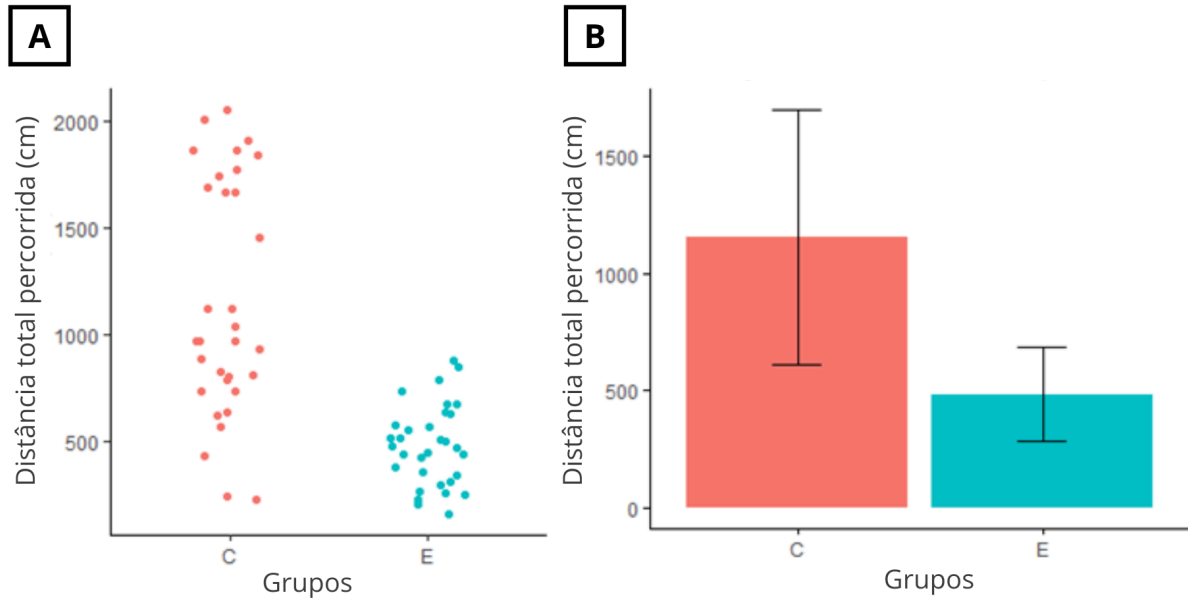 A
Distância total percorrida (cm)
2000
1500
1000
500
C
E
Grupos
B
Distância total percorrida (cm)
1500
1000
500
0
C
E
Grupos